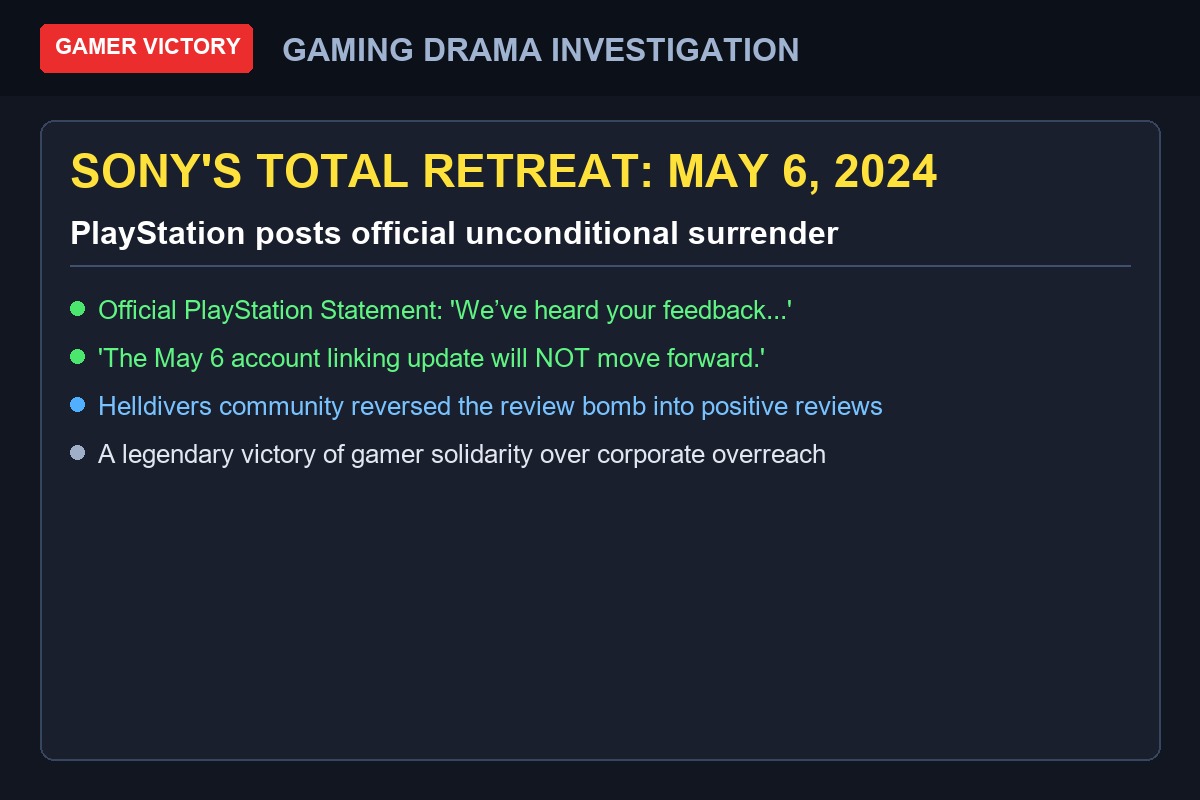 GAMER VICTORY
GAMING DRAMA INVESTIGATION
SONY'S TOTAL RETREAT: MAY 6, 2024
PlayStation posts official unconditional surrender
Official PlayStation Statement: 'We’ve heard your feedback...'
'The May 6 account linking update will NOT move forward.'
Helldivers community reversed the review bomb into positive reviews
A legendary victory of gamer solidarity over corporate overreach